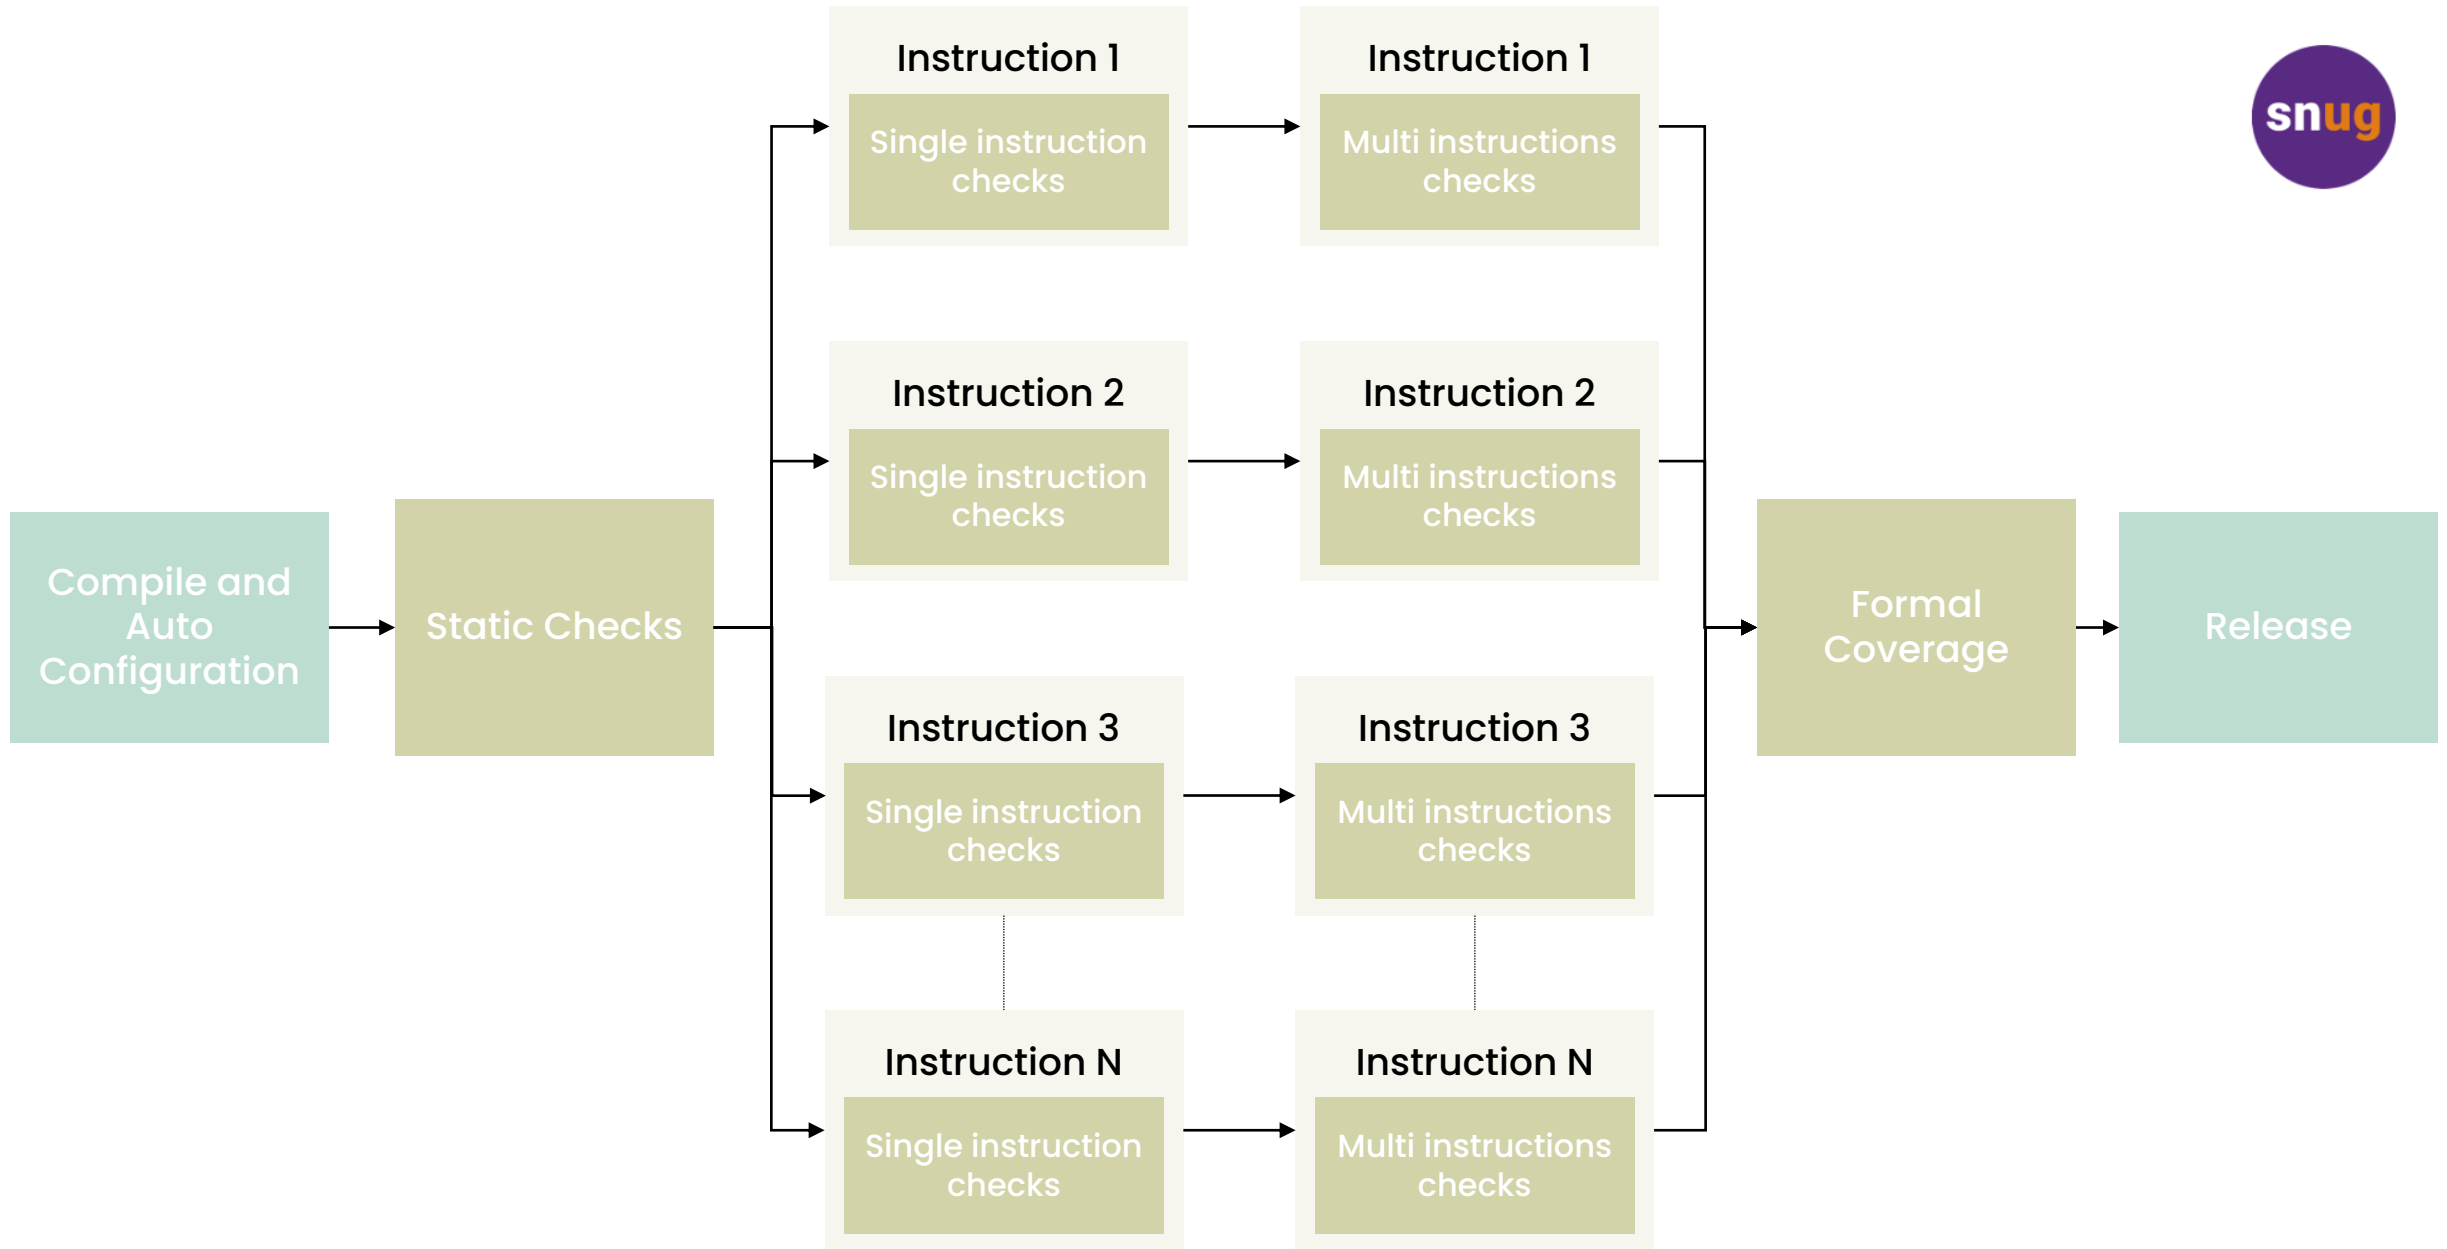 Instruction 1
Single instruction
checks
Instruction 1
Multi instructions
checks
snug
Instruction 2
Single instruction
checks
Instruction 2
Multi instructions
checks
Compile and
Auto
Configuration
Static Checks
Formal
Coverage
Release
Instruction 3
Single instruction
checks
Instruction 3
Multi instructions
checks
Instruction N
Single instruction
checks
Instruction N
Multi instructions
checks